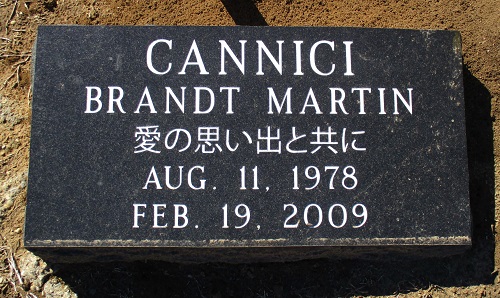 CANNICI
BRANDT MARTIN
愛の思い出と共に
AUG. 11, 1978
FEB. 19, 2009